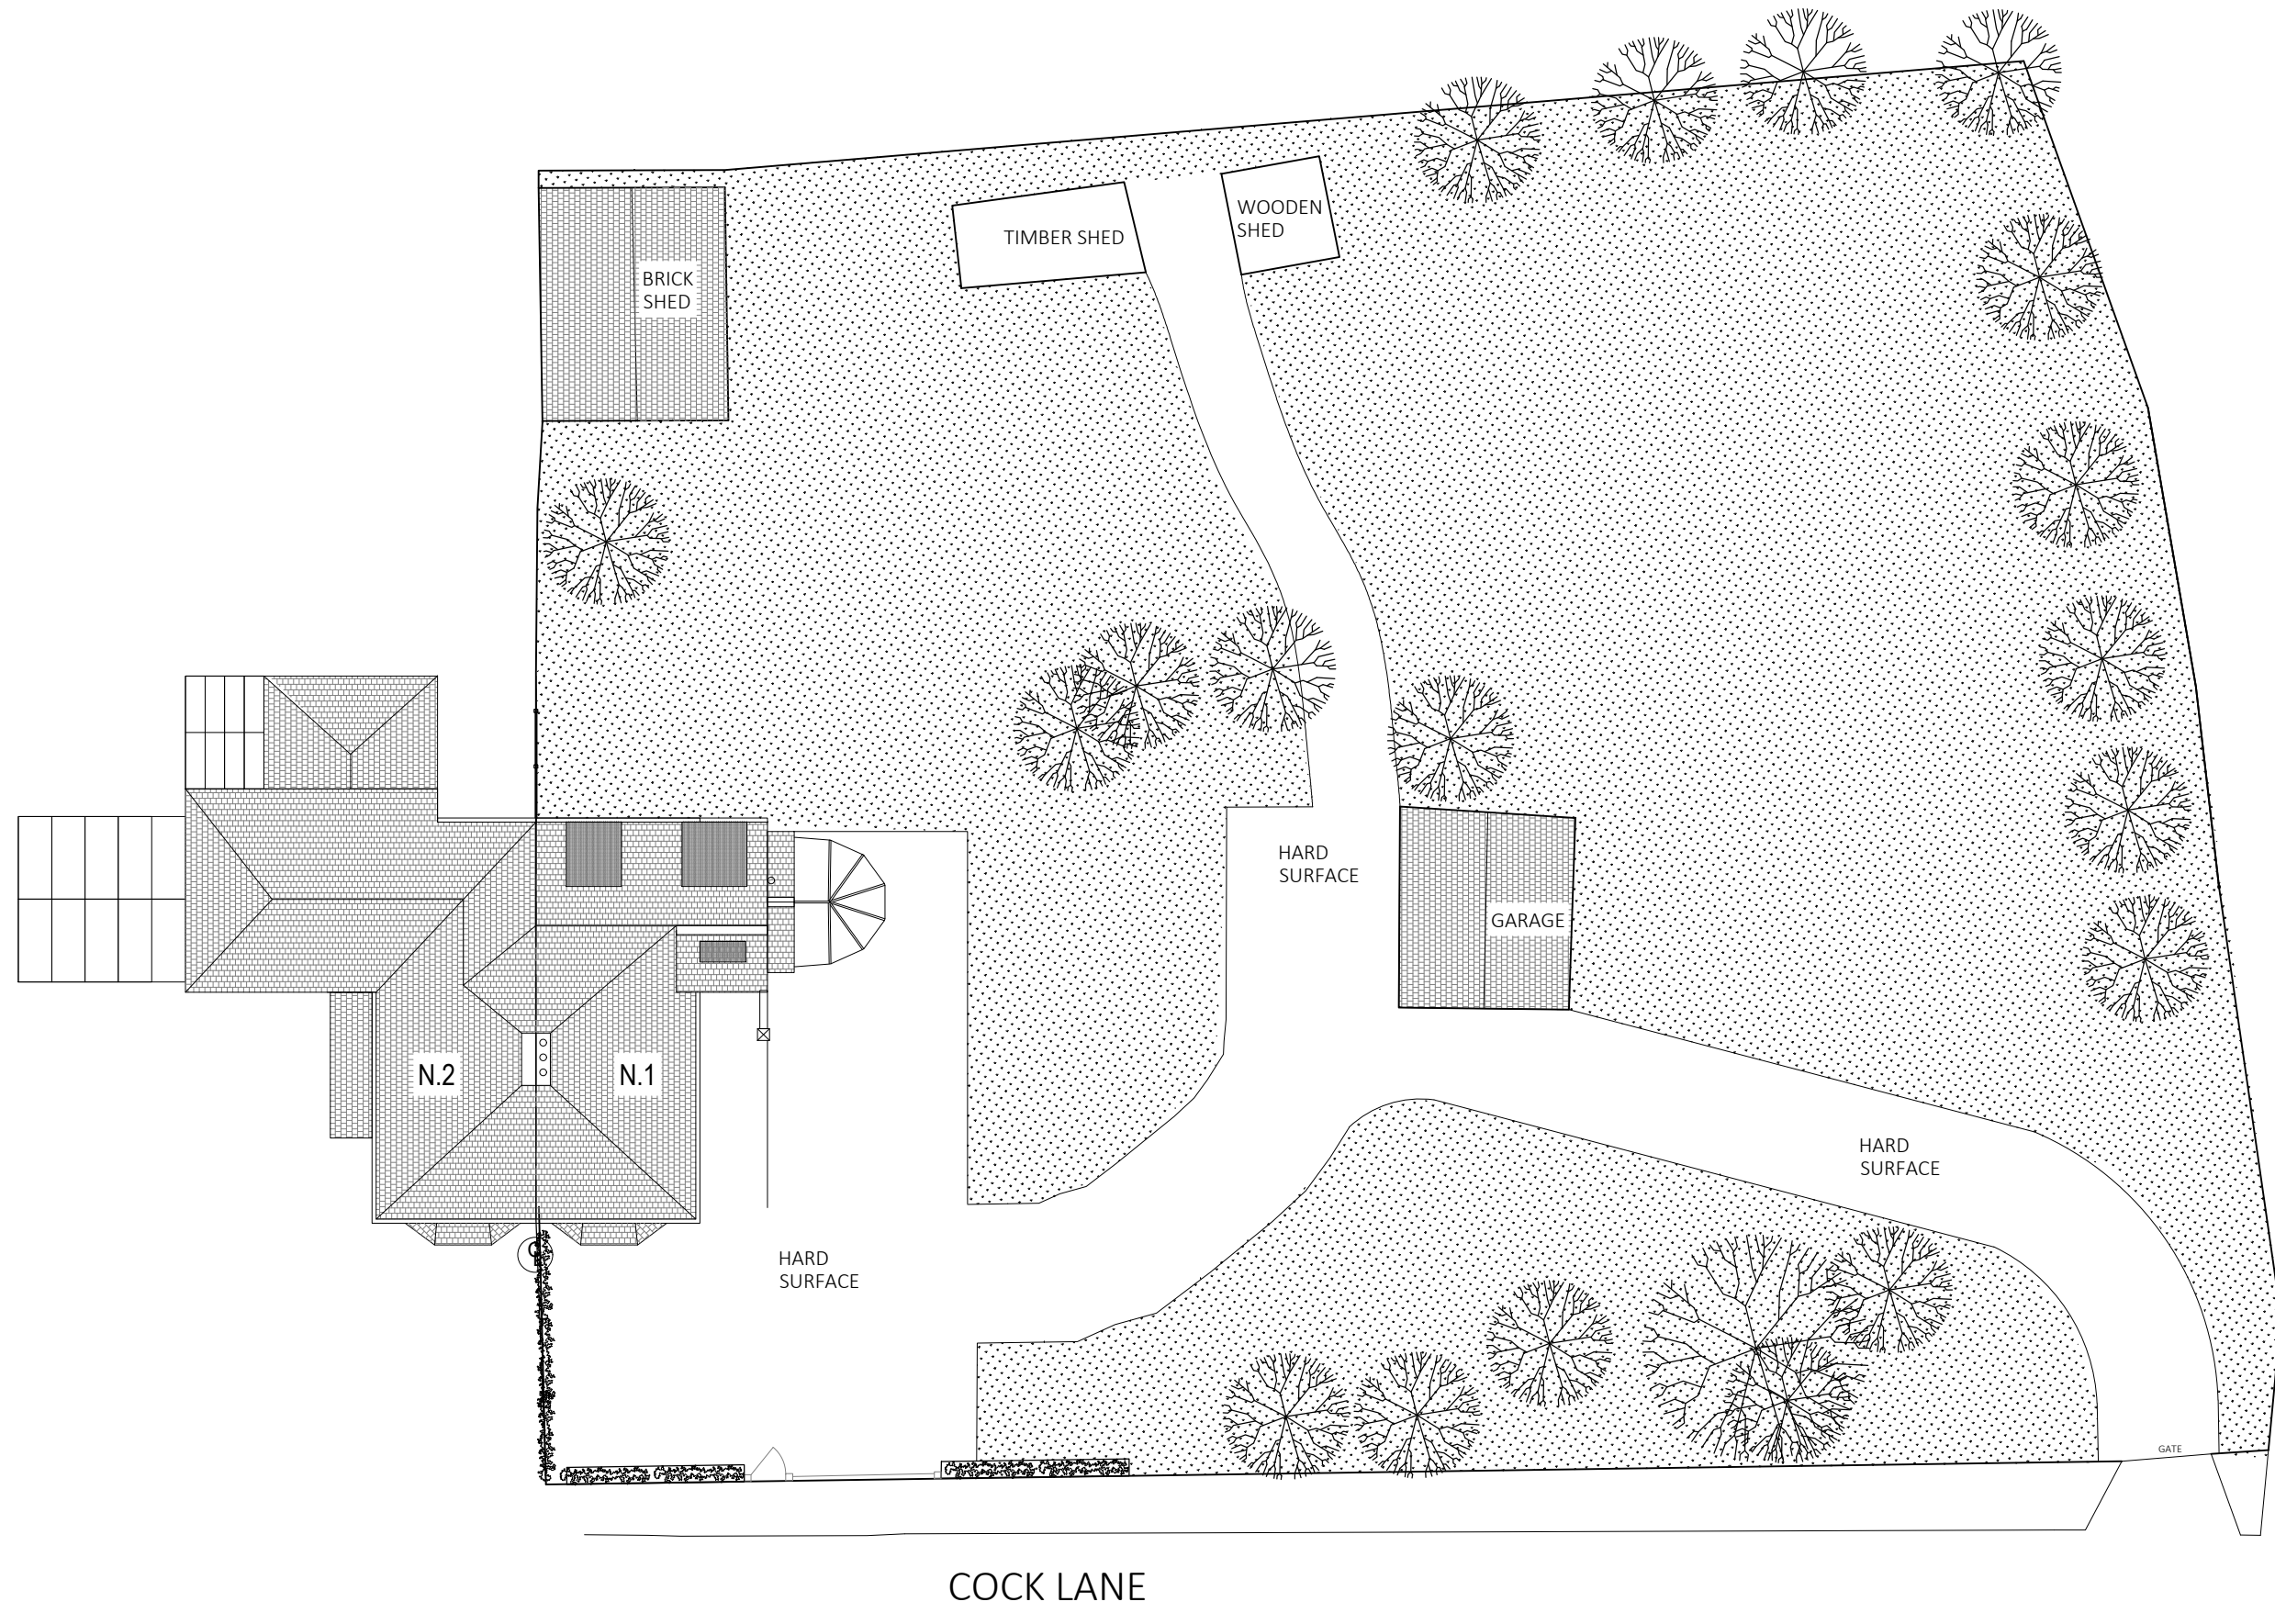 WOODEN
SHED
TIMBER SHED
BRICK
SHED
HARD
SURFACE
GARAGE
N.2
N.1
HARD
SURFACE
HARD
SURFACE
GATE
COCK LANE